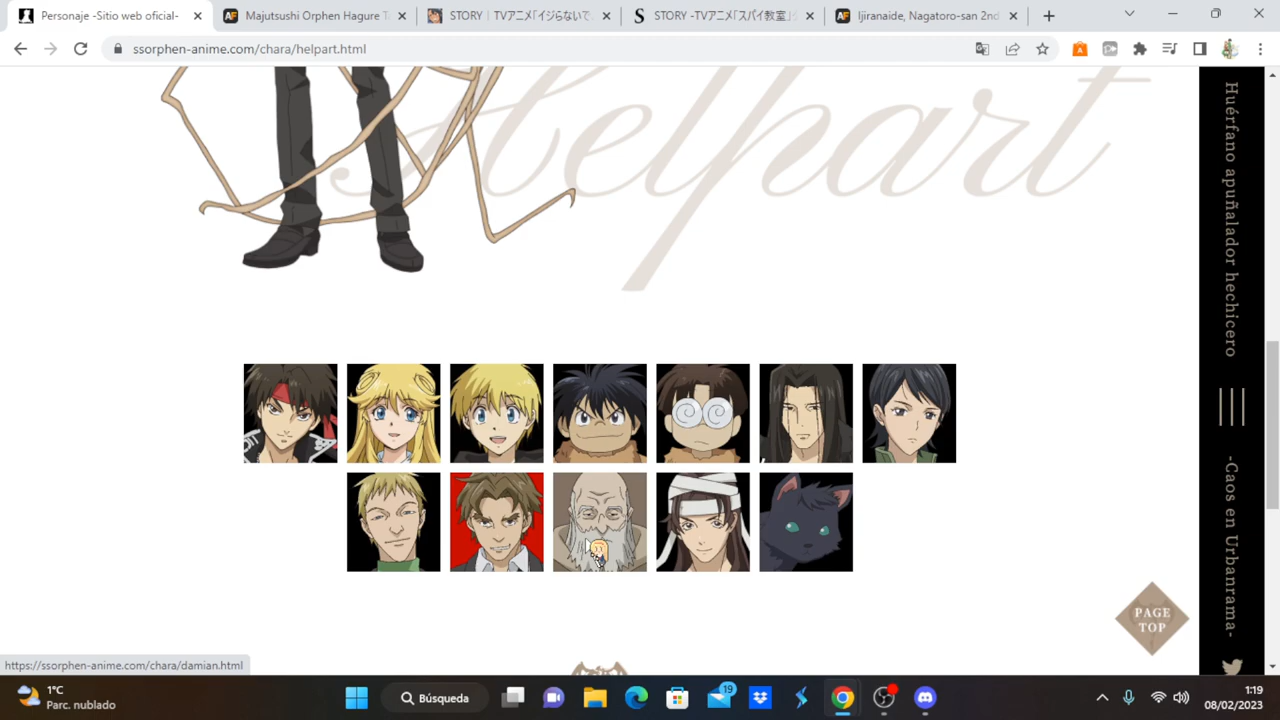 Personaje -Sitio web oficial-
Majutsushi Orphen Hagure T
STORY | TVアニメ「イジらないで、
STORY -TVアニメ「スパイ教室」
Ijiranaide, Nagatoro-san 2nd
ssorphen-anime.com/chara/helpart.html
Helpart
Huérfano apuñalador hechicero
-Caos en Urbanrama-
PAGE
TOP
https://ssorphen-anime.com/chara/damian.html
1°C
Parc. nublado
Búsqueda
19
1:19
08/02/2023